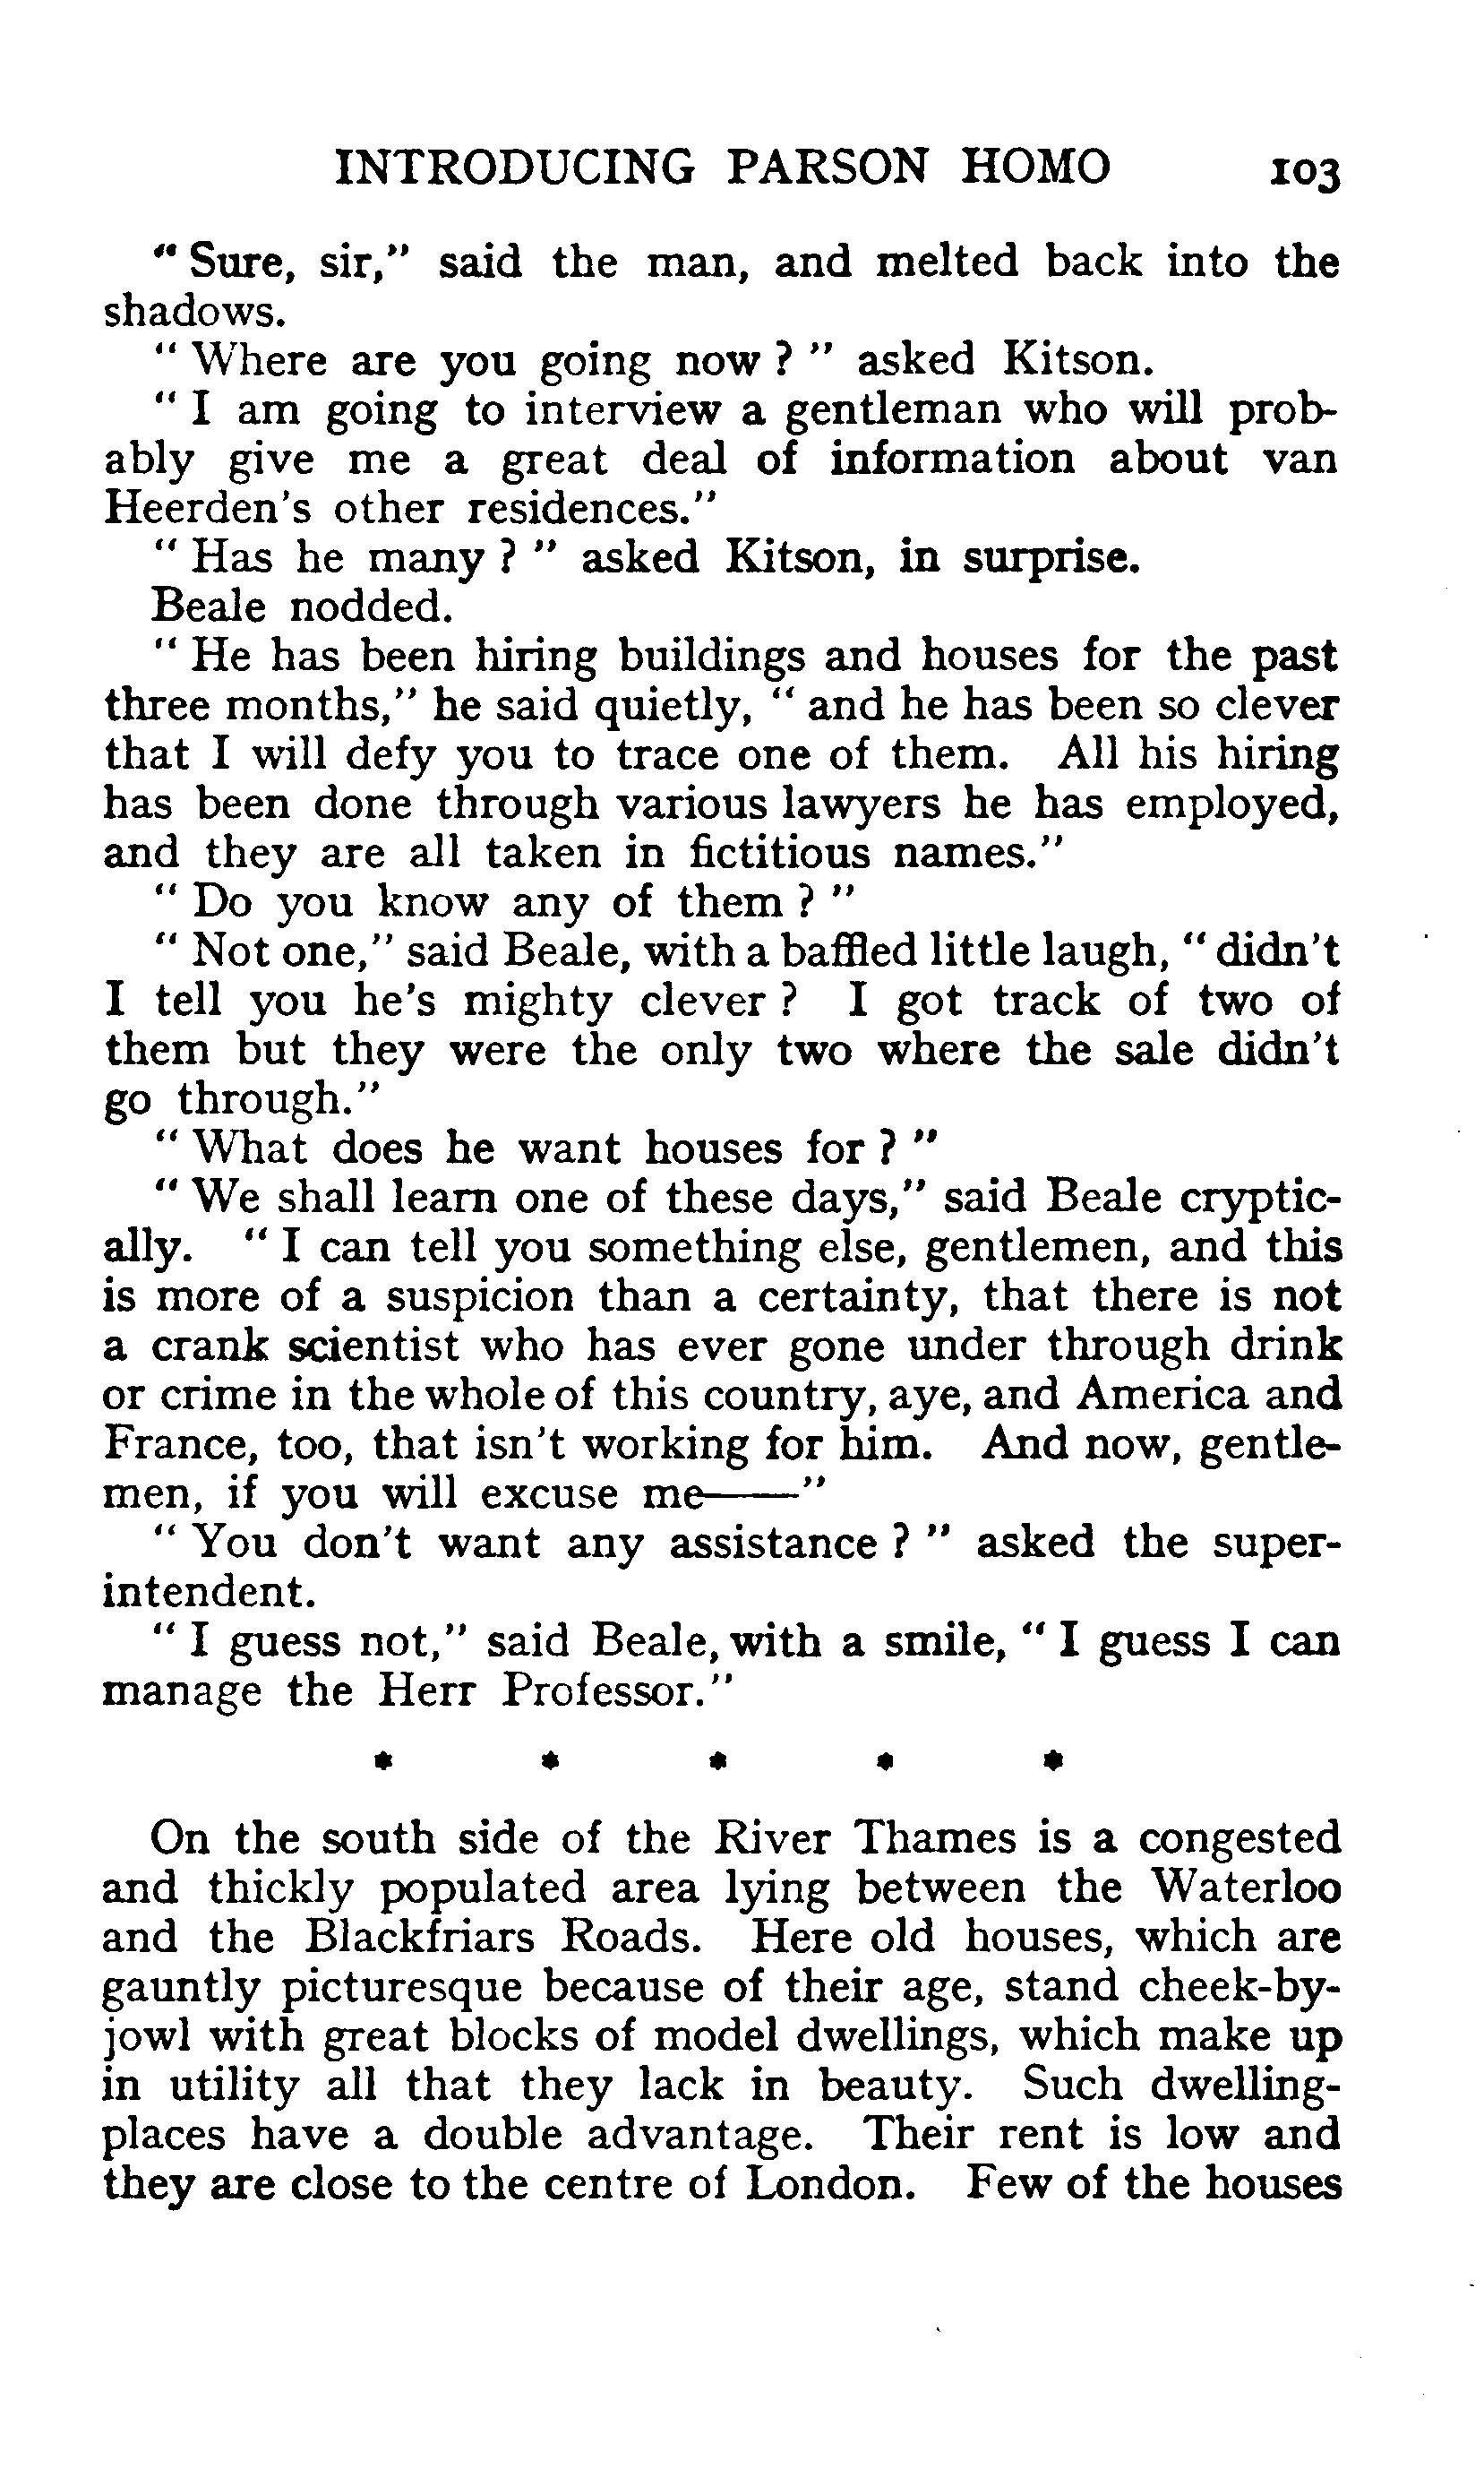 INTRODUCING PARSON HOMO 103
" Sure, sir," said the man, and melted back into the
shadows.
" Where are you going now ? " asked Kitson.
" I am going to interview a gentleman who will prob-
ably give me a great deal of information about van
Heerden's other residences."
" Has he many ? " asked Kitson, in surprise.
Beale nodded.
" He has been hiring buildings and houses for the past
three months," he said quietly, " and he has been so clever
that I will defy you to trace one of them. All his hiring
has been done through various lawyers he has employed,
and they are all taken in fictitious names."
" Do you know any of them ? "
" Not one," said Beale, with a baffled little laugh, " didn't
I tell you he's mighty clever ? I got track of two of
them but they were the only two where the sale didn't
go through."
" What does he want houses for ? "
" We shall learn one of these days," said Beale cryptic-
ally. " I can tell you something else, gentlemen, and this
is more of a suspicion than a certainty, that there is not
a crank scientist who has ever gone under through drink
or crime in the whole of this country, aye, and America and
France, too, that isn't working for him. And now, gentle-
men, if you will excuse me——"
" You don't want any assistance ? " asked the super-
intendent.
" I guess not," said Beale, with a smile, " I guess I can
manage the Herr Professor."
* * * * *
On the south side of the River Thames is a congested
and thickly populated area lying between the Waterloo
and the Blackfriars Roads. Here old houses, which are
gauntly picturesque because of their age, stand cheek-by-
jowl with great blocks of model dwellings, which make up
in utility all that they lack in beauty. Such dwelling-
places have a double advantage. Their rent is low and
they are close to the centre of London. Few of the houses